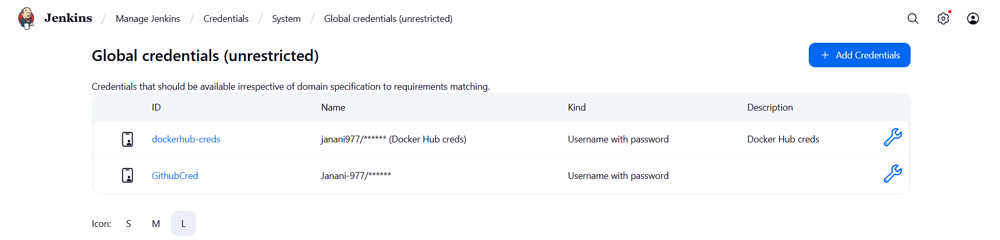 Jenkins / Manage Jenkins / Credentials / System / Global credentials (unrestricted)
Global credentials (unrestricted)
+ Add Credentials
Credentials that should be available irrespective of domain specification to requirements matching.
ID Name Kind Description
dockerhub-creds janani977/****** (Docker Hub creds) Username with password Docker Hub creds
GithubCred Janani-977/****** Username with password
Icon: S M L